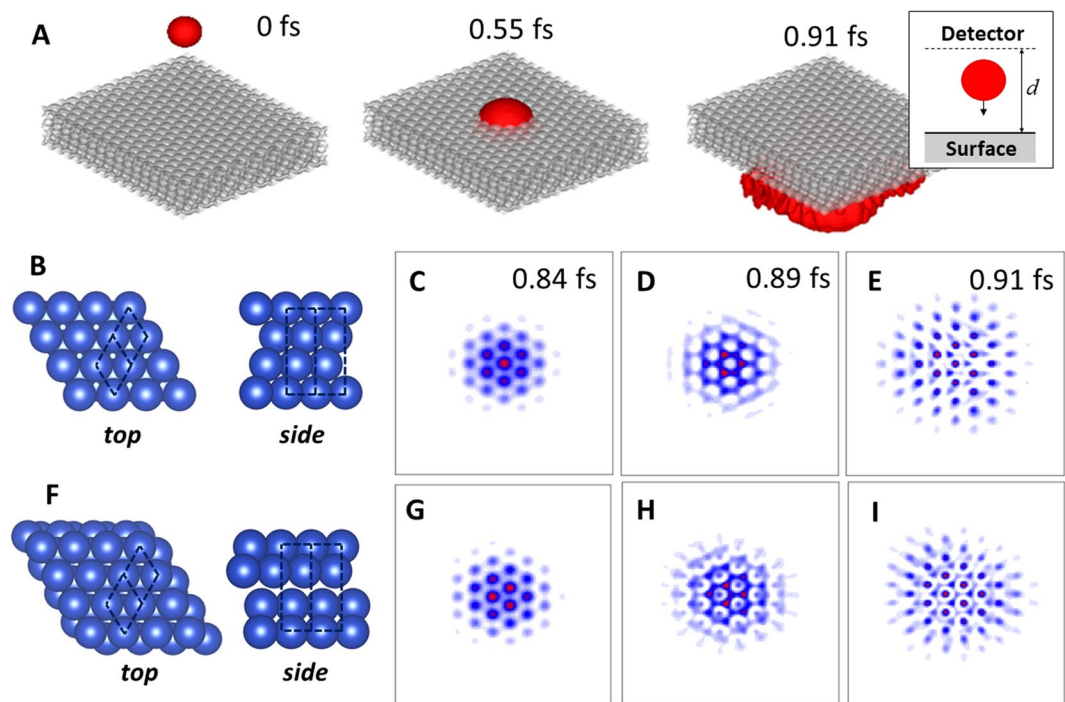 A
0 fs
0.55 fs
0.91 fs
Detector
d
Surface
B
top
side
C
0.84 fs
D
0.89 fs
E
0.91 fs
F
top
side
G
H
I